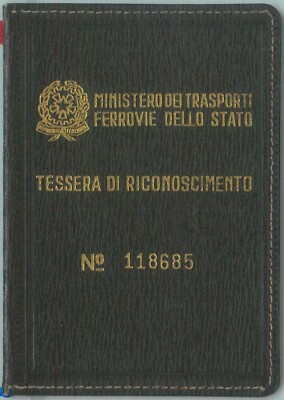 MINISTERO DEI TRASPORTI
FERROVIE DELLO STATO
TESSERA DI RICONOSCIMENTO
Nº 118685